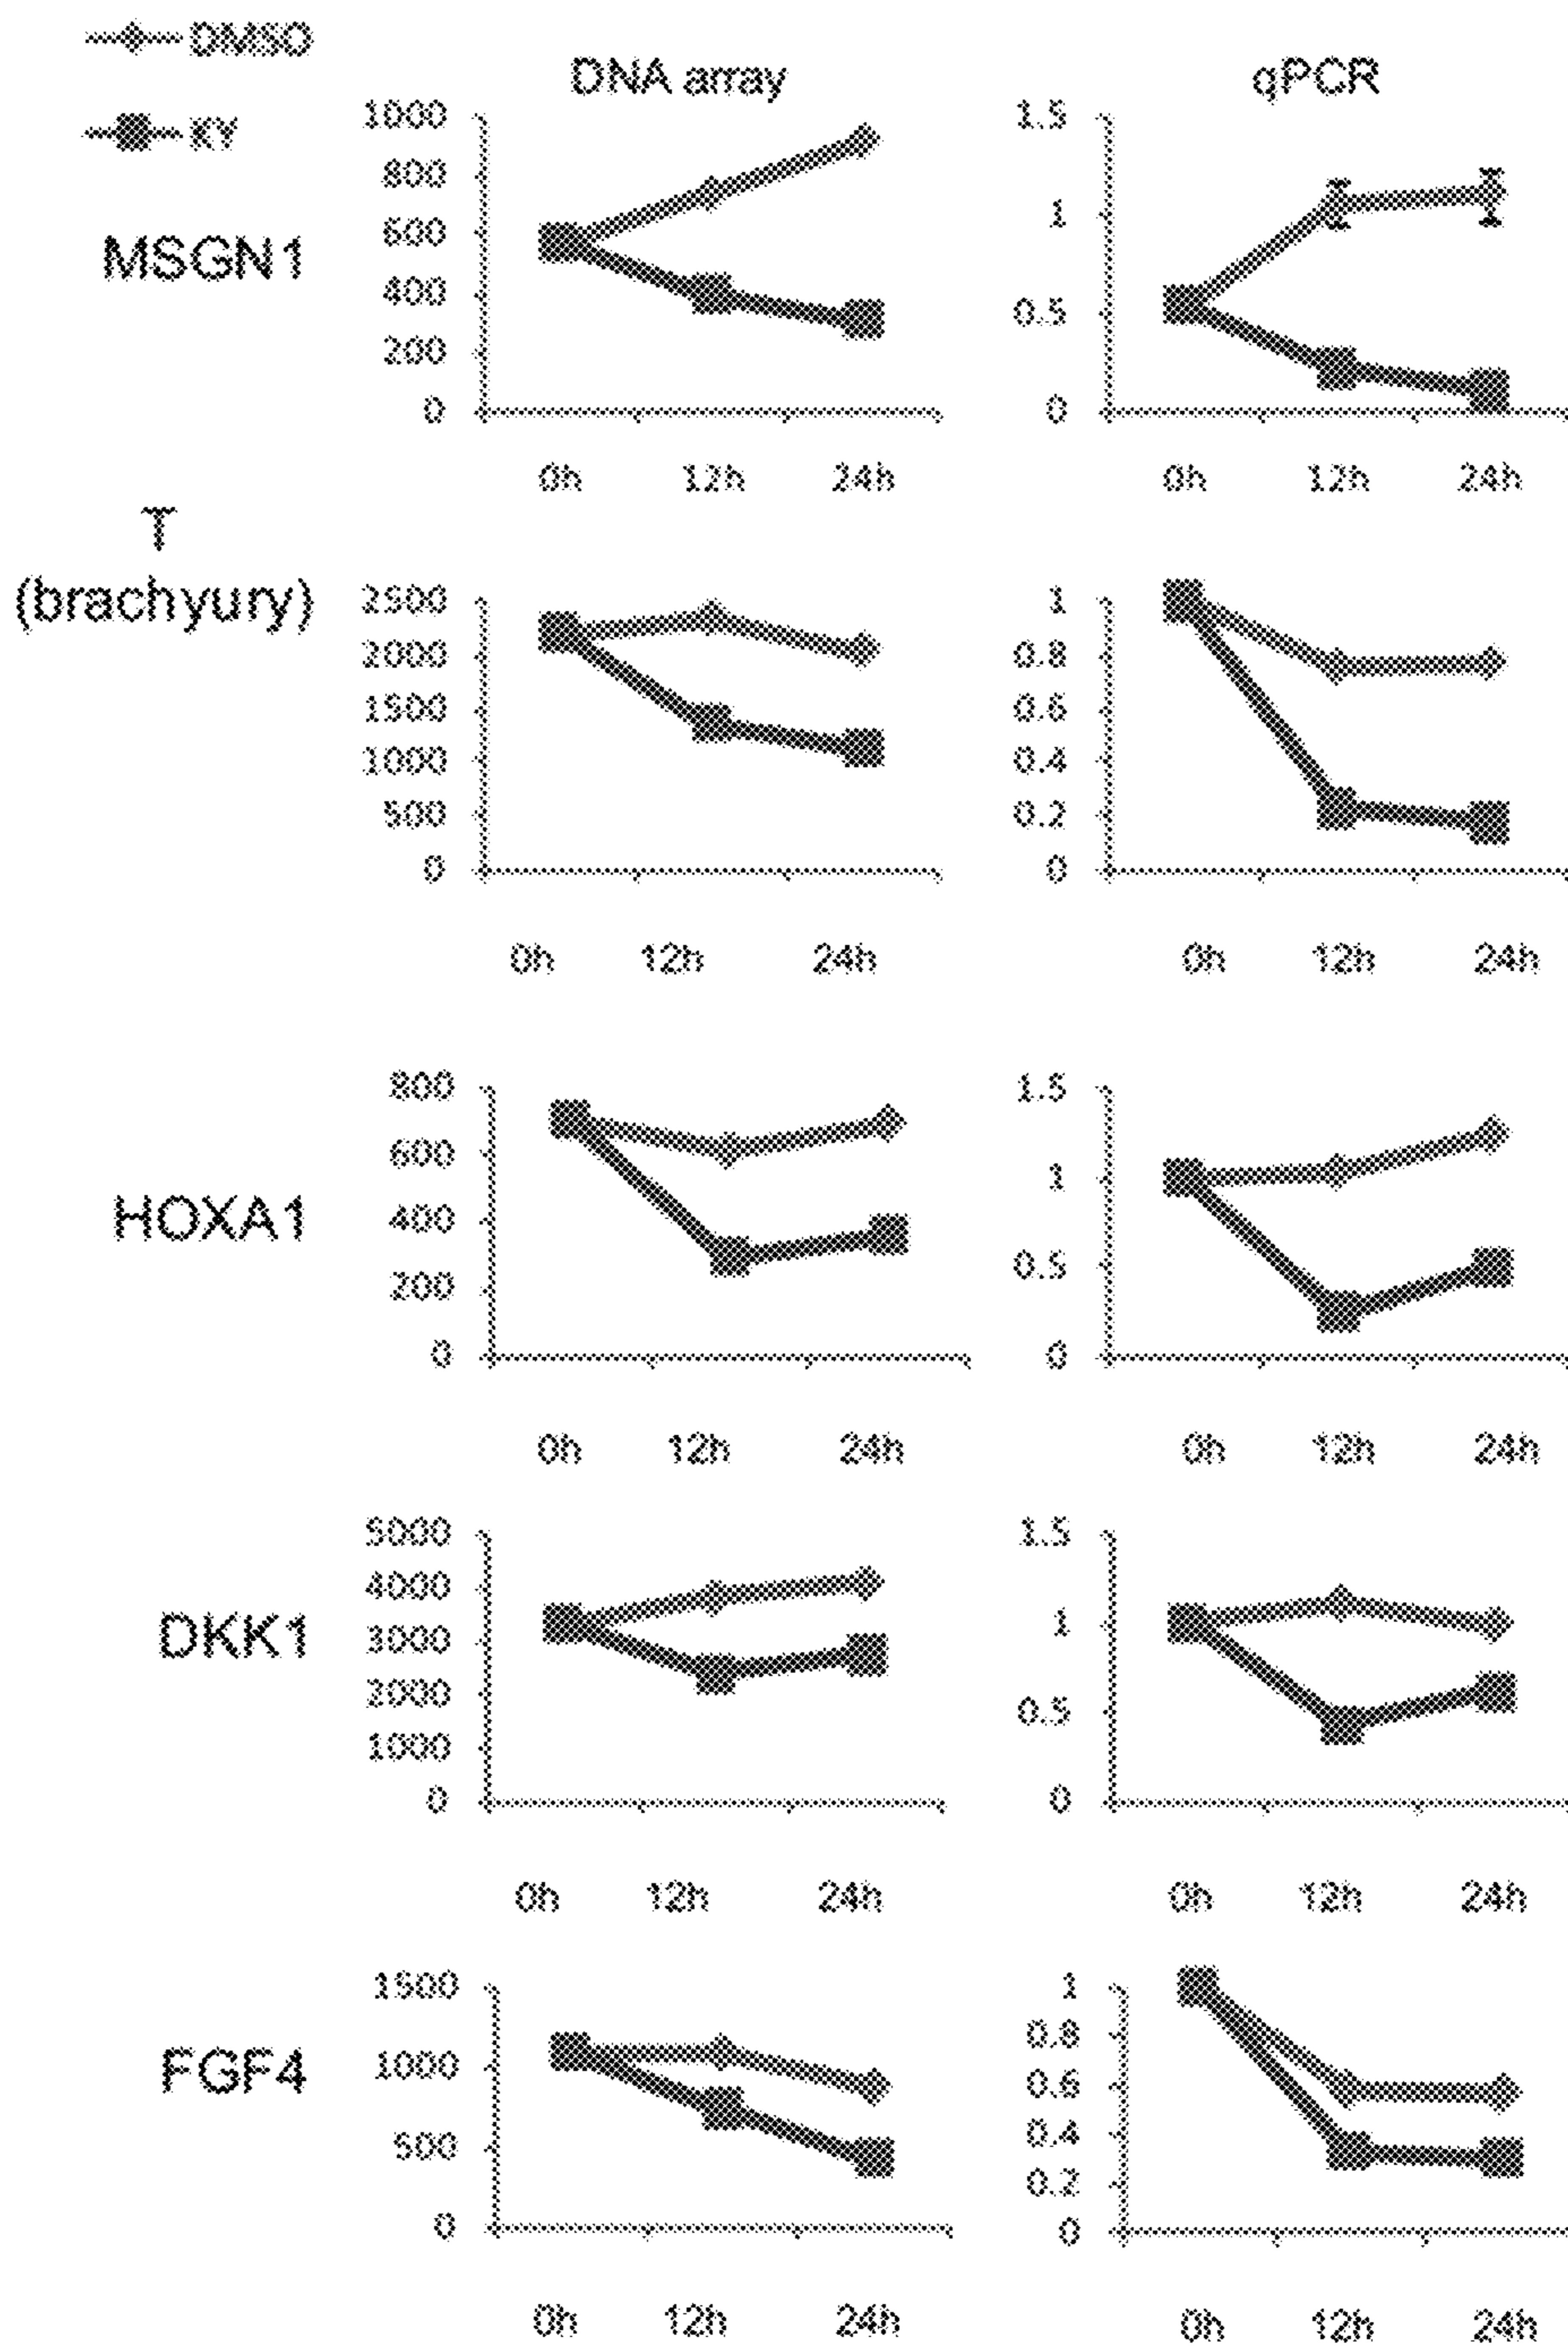 DMSO
KY
DNA array
qPCR
MSGN1
1000
800
600
400
200
0
0h 12h 24h
1.5
1
0.5
0
0h 12h 24h
T
(brachyury)
2500
2000
1500
1000
500
0
0h 12h 24h
1
0.8
0.6
0.4
0.2
0
0h 12h 24h
HOXA1
800
600
400
200
0
0h 12h 24h
1.5
1
0.5
0
0h 12h 24h
DKK1
5000
4000
3000
2000
1000
0
0h 12h 24h
1.5
1
0.5
0
0h 12h 24h
FGF4
1500
1000
500
0
0h 12h 24h
1
0.8
0.6
0.4
0.2
0
0h 12h 24h